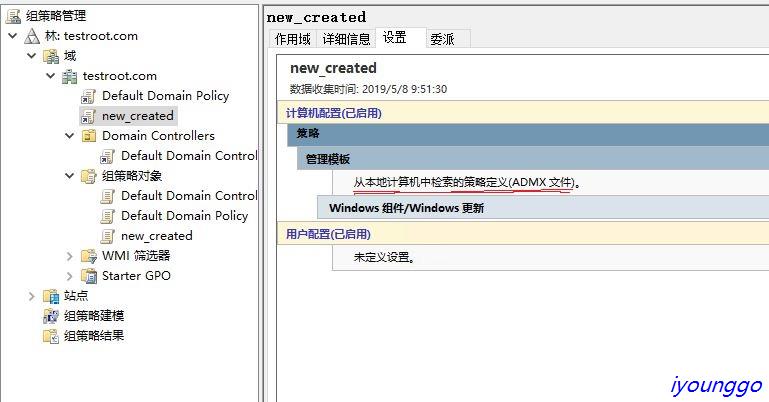 组策略管理
林: testroot.com
域
testroot.com
Default Domain Policy
new_created
Domain Controllers
Default Domain Control
组策略对象
Default Domain Control
Default Domain Policy
new_created
WMI 筛选器
Starter GPO
站点
组策略建模
组策略结果
new_created
作用域 详细信息 设置 委派
new_created
数据收集时间: 2019/5/8 9:51:30
计算机配置(已启用)
策略
管理模板
从本地计算机中检索的策略定义(ADMX 文件)。
Windows 组件/Windows 更新
用户配置(已启用)
未定义设置。
iyounggo